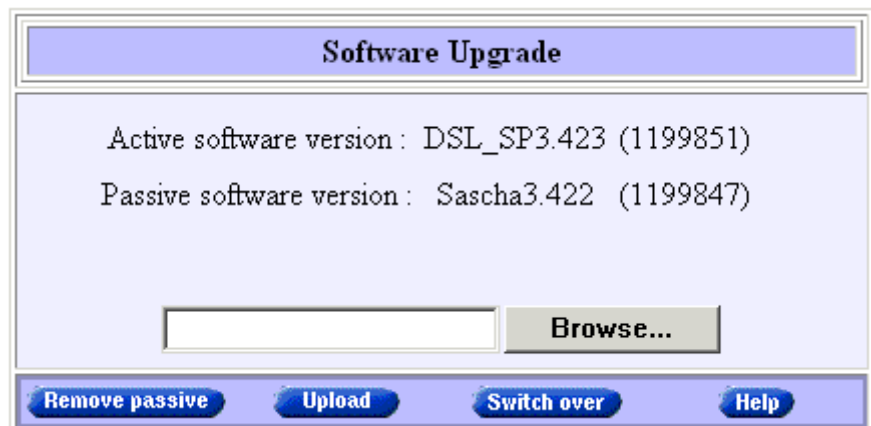 Software Upgrade
Active software version : DSL_SP3.423 (1199851)
Passive software version : Sascha3.422 (1199847)
Browse...
Remove passive Upload Switch over Help